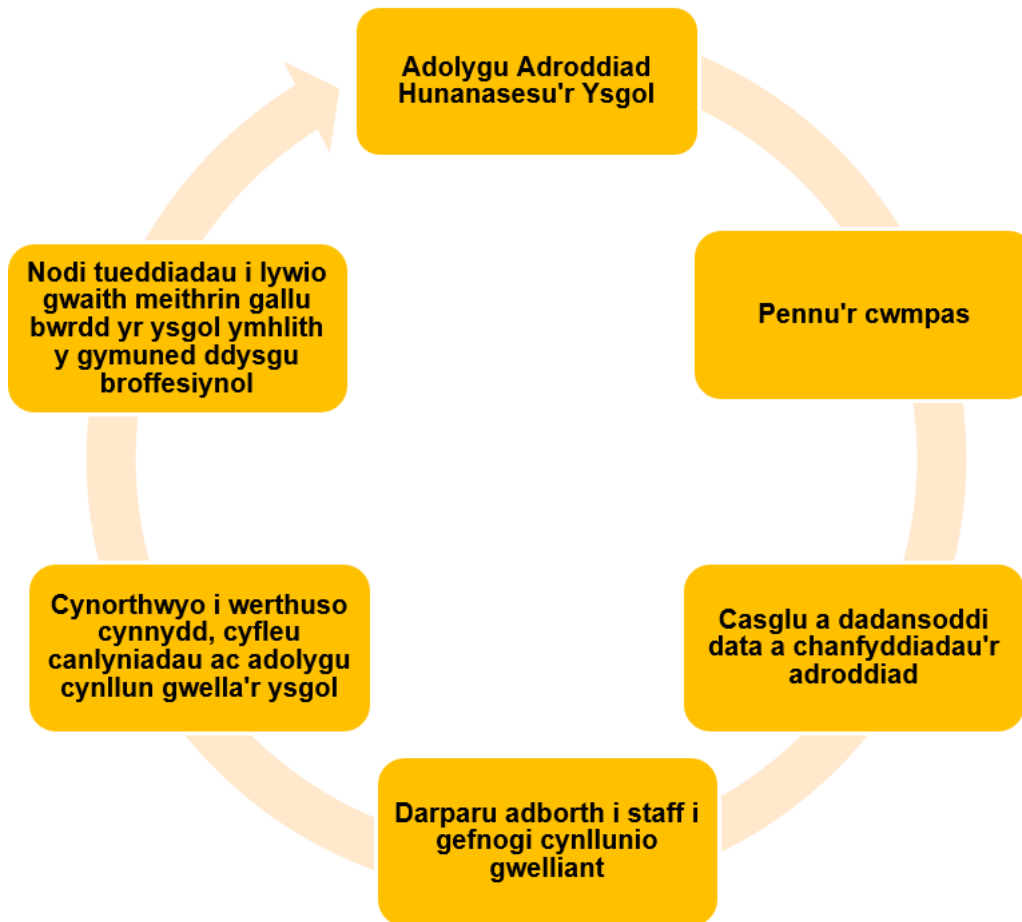 Adolygu Adroddiad
Hunanasesu'r Ysgol
Pennu'r cwmpas
Casglu a dadansoddi
data a chanfyddiadau'r
adroddiad
Darparu adborth i staff i
gefnogi cynllunio
gwelliant
Cynorthwyo i werthuso
cynnydd, cyfleu
canlyniadau ac adolygu
cynllun gwella'r ysgol
Nodi tueddiadau i lywio
gwaith meithrin gallu
bwrdd yr ysgol ymhlith
y gymuned ddysgu
broffesiynol